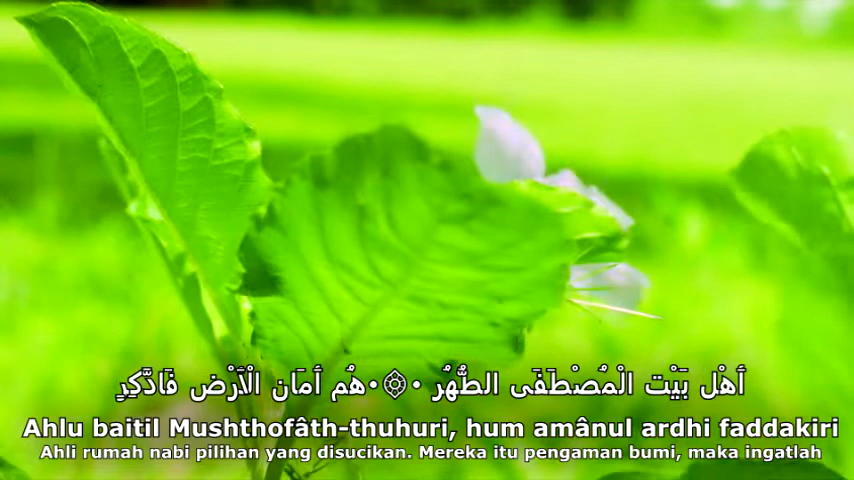 أَهْل بَيْت الْمُصْطَفَى الطُّهُرِ •۞• هُم أَمَان الْأَرْض فَادَّكِرِ
Ahlu baitil Mushthofâth-thuhuri, hum amânul ardhi faddakiri
Ahli rumah nabi pilihan yang disucikan. Mereka itu pengaman bumi, maka ingatlah